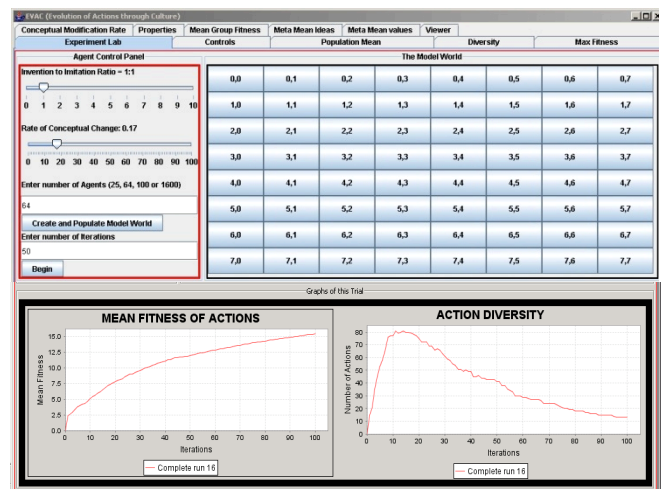 EVAC (Evolution of Actions through Culture)
Conceptual Modification Rate Properties Mean Group Fitness Meta Mean Ideas Meta Mean values Viewer
Experiment Lab Controls Population Mean Diversity Max Fitness
Agent Control Panel
The Model World
Invention to Imitation Ratio = 1:1
0 1 2 3 4 5 6 7 8 9 10
Rate of Conceptual Change: 0.17
0 10 20 30 40 50 60 70 80 90 100
Enter number of Agents (25, 64, 100 or 1600)
64
Create and Populate Model World
Enter number of Iterations
50
Begin
0,0 0,1 0,2 0,3 0,4 0,5 0,6 0,7
1,0 1,1 1,2 1,3 1,4 1,5 1,6 1,7
2,0 2,1 2,2 2,3 2,4 2,5 2,6 2,7
3,0 3,1 3,2 3,3 3,4 3,5 3,6 3,7
4,0 4,1 4,2 4,3 4,4 4,5 4,6 4,7
5,0 5,1 5,2 5,3 5,4 5,5 5,6 5,7
6,0 6,1 6,2 6,3 6,4 6,5 6,6 6,7
7,0 7,1 7,2 7,3 7,4 7,5 7,6 7,7
Graphs of this Trial
MEAN FITNESS OF ACTIONS
Mean Fitness
15.0
12.5
10.0
7.5
5.0
2.5
0.0
0 10 20 30 40 50 60 70 80 90 100
Iterations
Complete run 16
ACTION DIVERSITY
Number of Actions
80
70
60
50
40
30
20
10
0
0 10 20 30 40 50 60 70 80 90 100
Iterations
Complete run 16